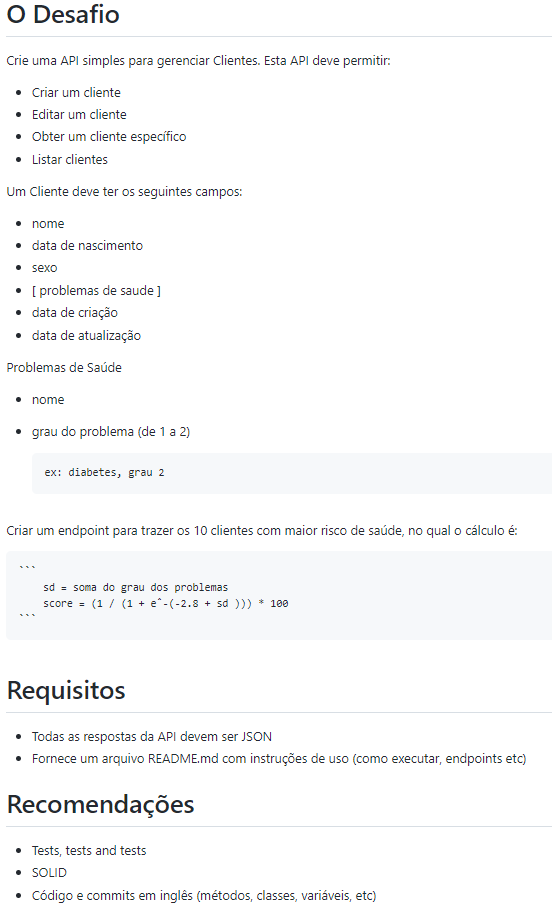 O Desafio
Crie uma API simples para gerenciar Clientes. Esta API deve permitir:
• Criar um cliente
• Editar um cliente
• Obter um cliente específico
• Listar clientes
Um Cliente deve ter os seguintes campos:
• nome
• data de nascimento
• sexo
• [ problemas de saude ]
• data de criação
• data de atualização
Problemas de Saúde
• nome
• grau do problema (de 1 a 2)
ex: diabetes, grau 2
Criar um endpoint para trazer os 10 clientes com maior risco de saúde, no qual o cálculo é:
```
sd = soma do grau dos problemas
score = (1 / (1 + eˆ-(-2.8 + sd ))) * 100
```
Requisitos
• Todas as respostas da API devem ser JSON
• Fornece um arquivo README.md com instruções de uso (como executar, endpoints etc)
Recomendações
• Tests, tests and tests
• SOLID
• Código e commits em inglês (métodos, classes, variáveis, etc)